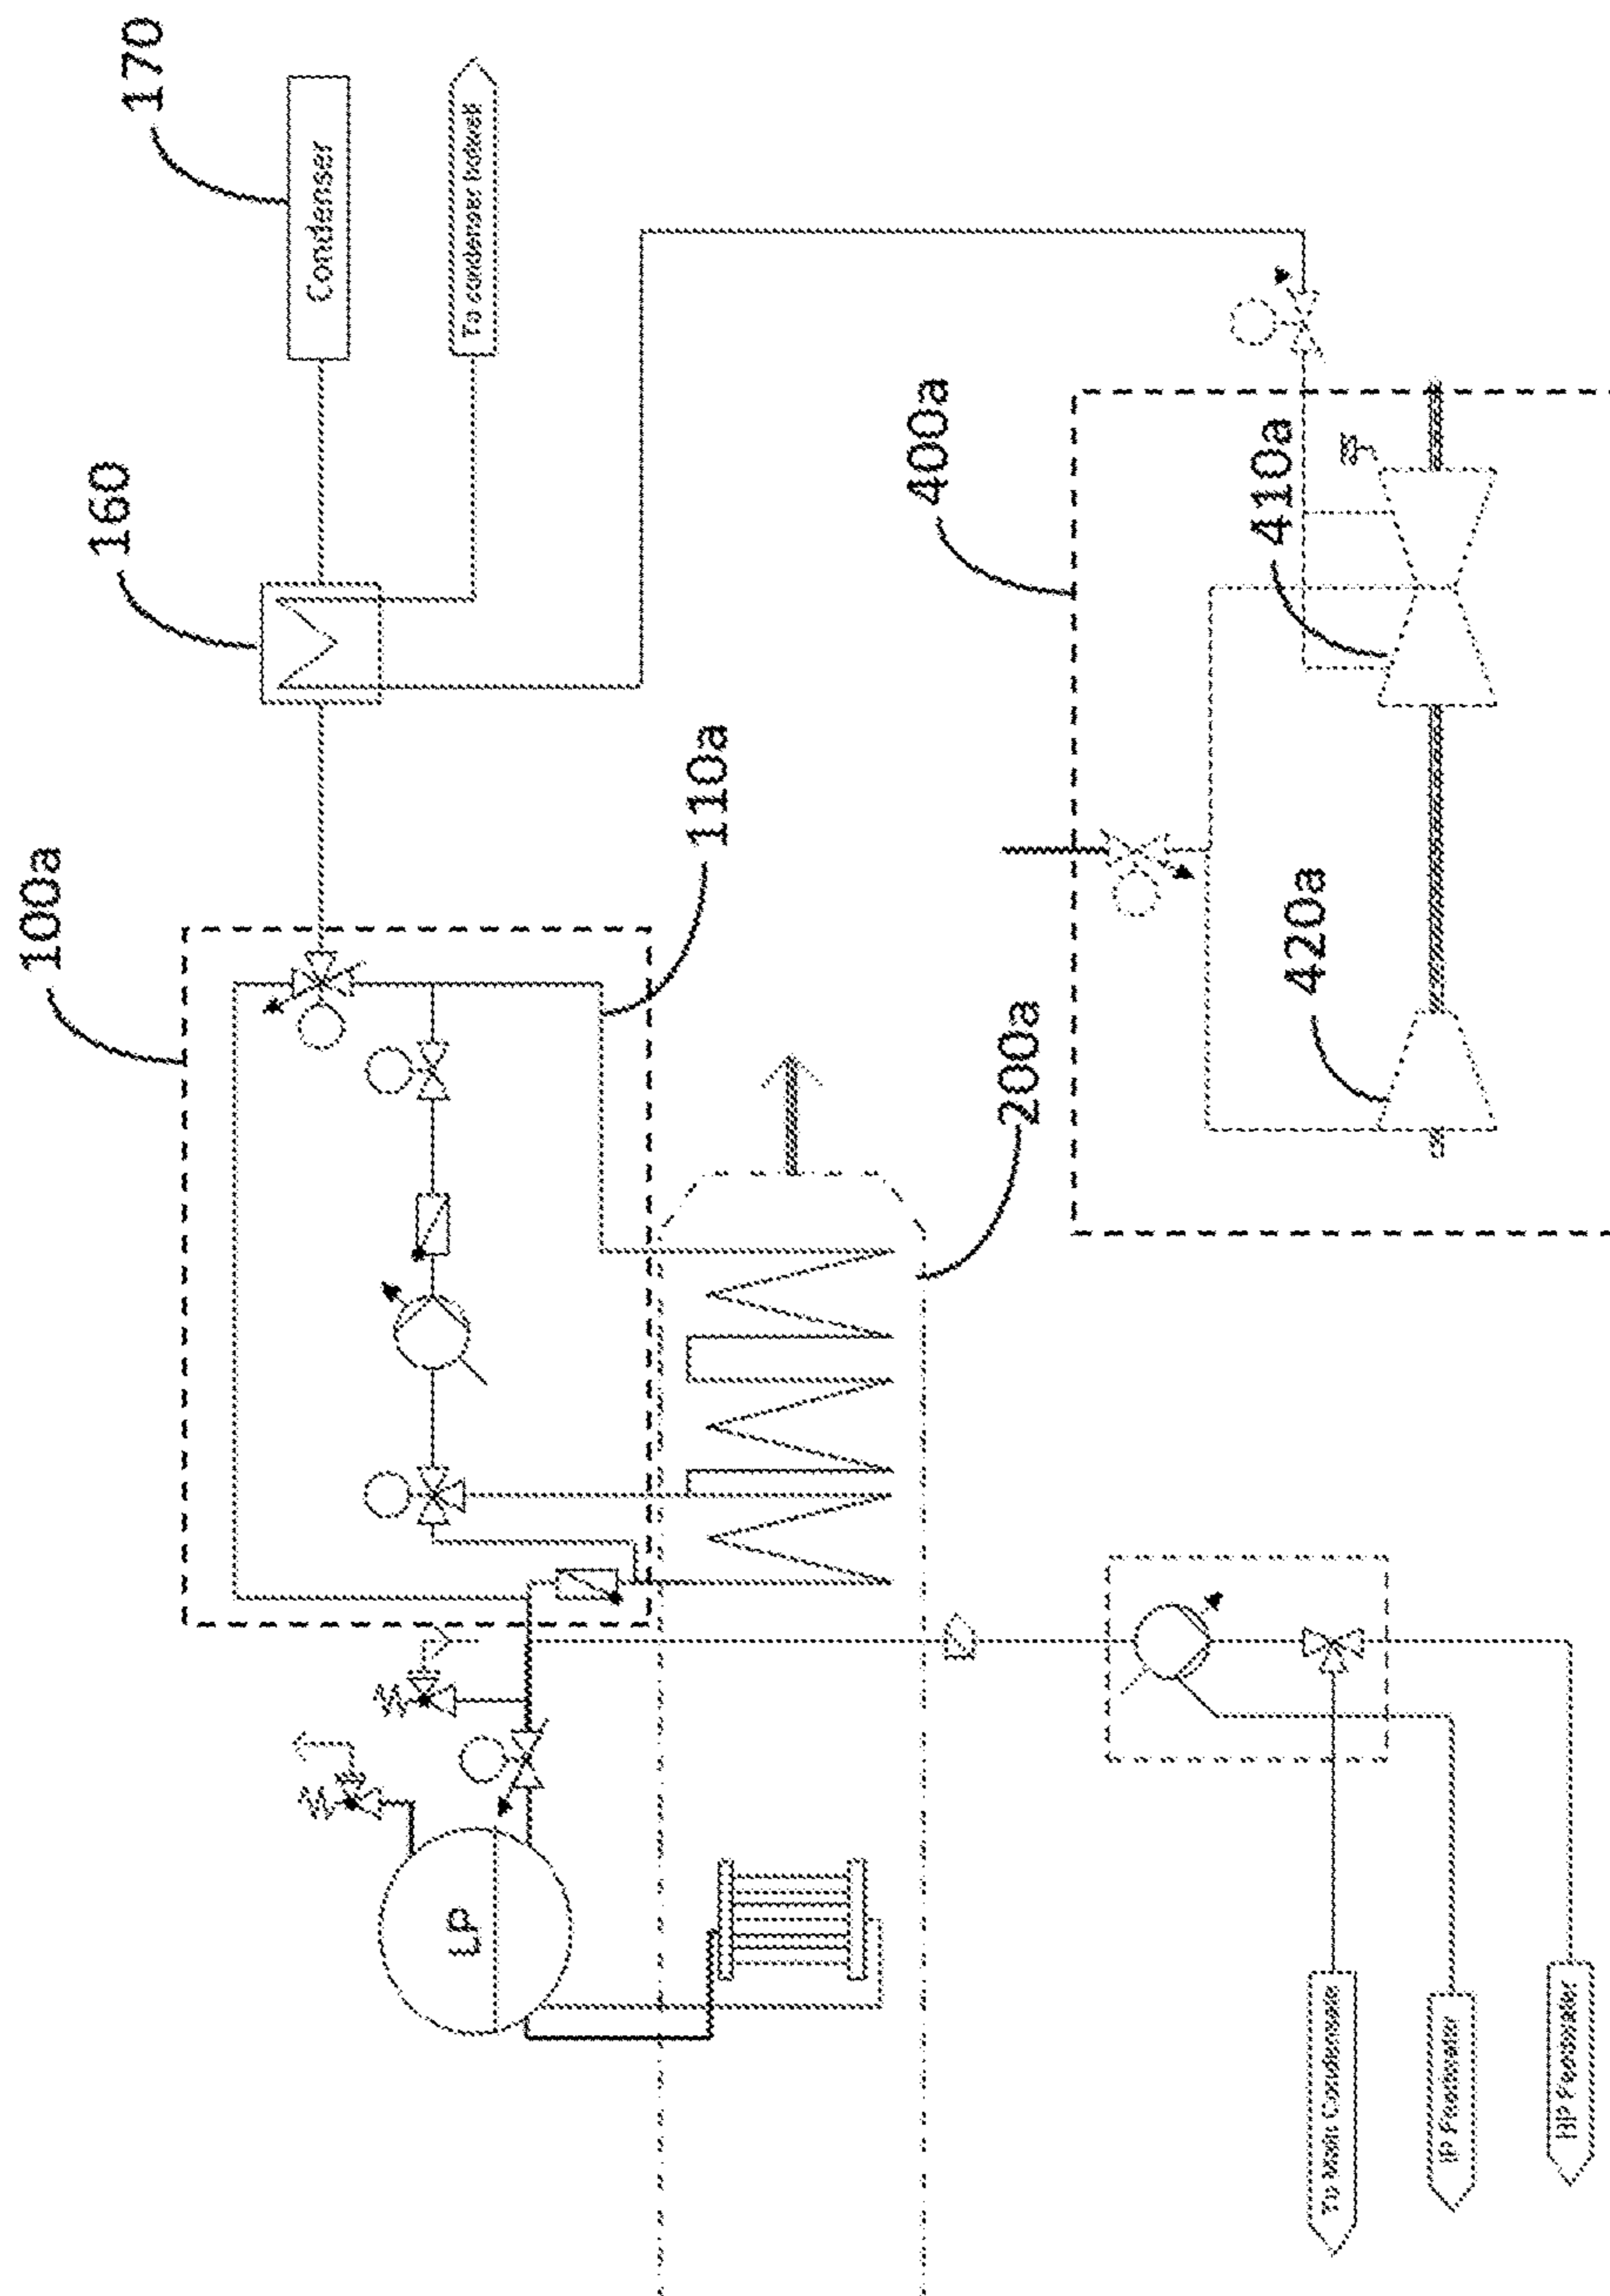 170
Condenser
To condenser hotwell
160
400a
410a
110a
100a
420a
200a
LP
To Main Condensate
IP Feedwater
HP Feedwater